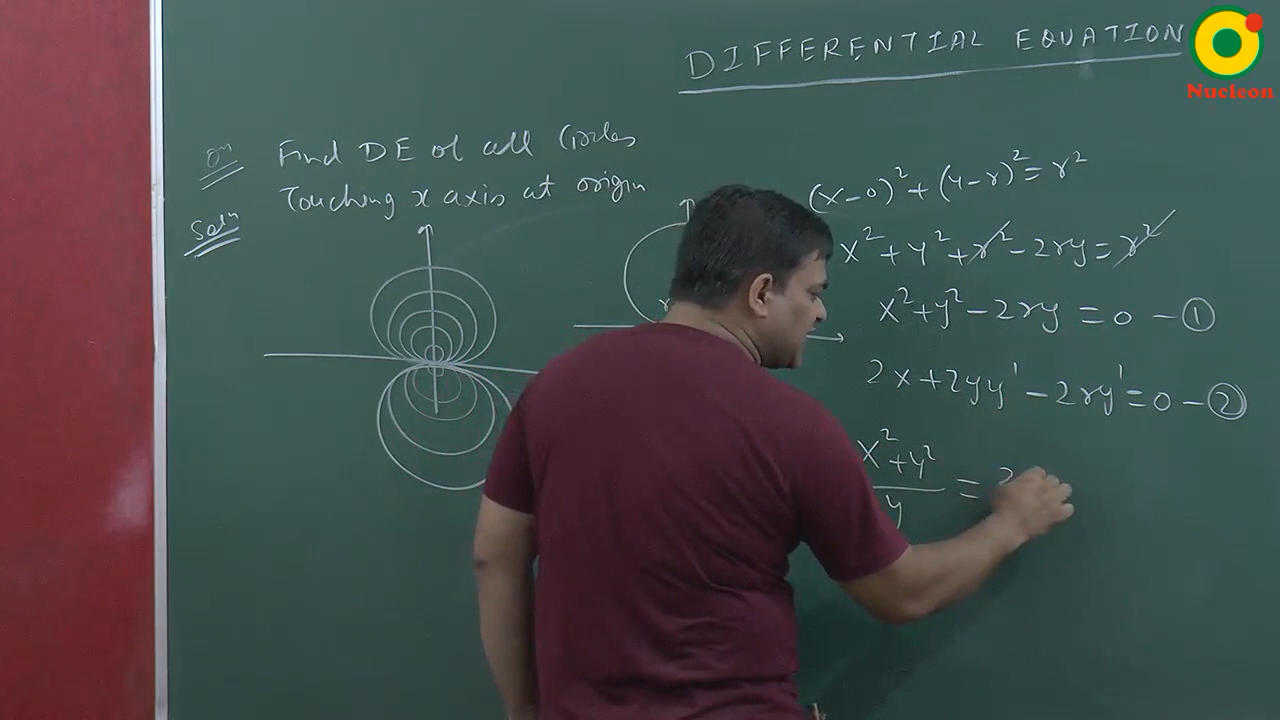 DIFFERENTIAL EQUATION
Nucleon
Qn Find DE of all Circles
Touching x axis at origin
Soln
(x-0)² + (y-r)² = r²
x² + y² + r² - 2ry = r²
x² + y² - 2ry = 0 - ①
2x + 2yy' - 2ry' = 0 - ②
x² + y²
y
=